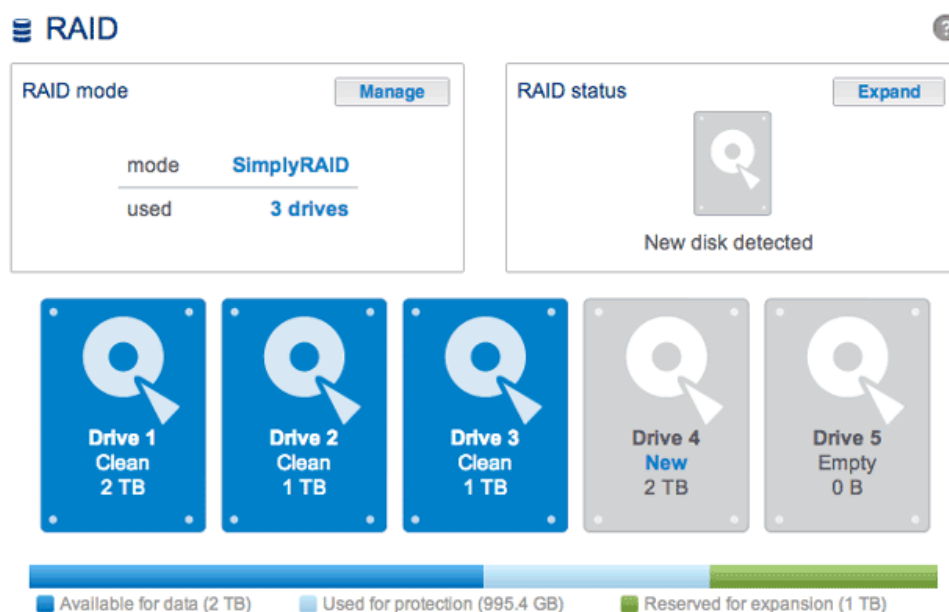 RAID
?
RAID mode
Manage
mode SimplyRAID
used 3 drives
RAID status
Expand
New disk detected
Drive 1
Clean
2 TB
Drive 2
Clean
1 TB
Drive 3
Clean
1 TB
Drive 4
New
2 TB
Drive 5
Empty
0 B
Available for data (2 TB)
Used for protection (995.4 GB)
Reserved for expansion (1 TB)